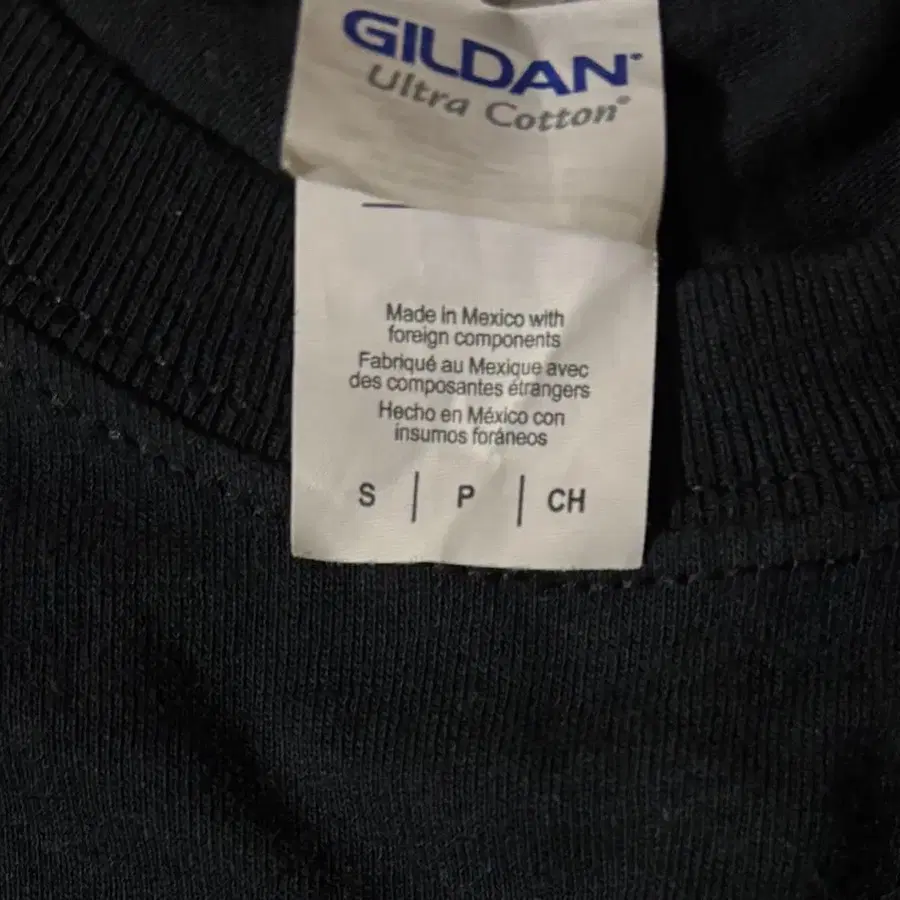 GILDAN
Ultra Cotton®
Made in Mexico with
foreign components
Fabriqué au Mexique avec
des composantes étrangers
Hecho en México con
insumos foráneos
S | P | CH